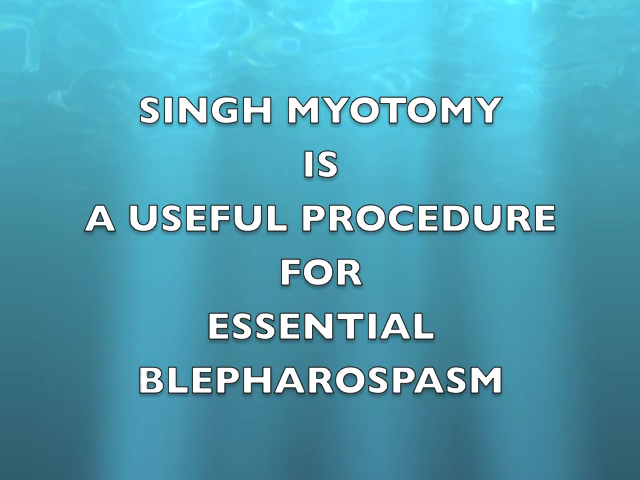 SINGH MYOTOMY
IS
A USEFUL PROCEDURE
FOR
ESSENTIAL
BLEPHAROSPASM